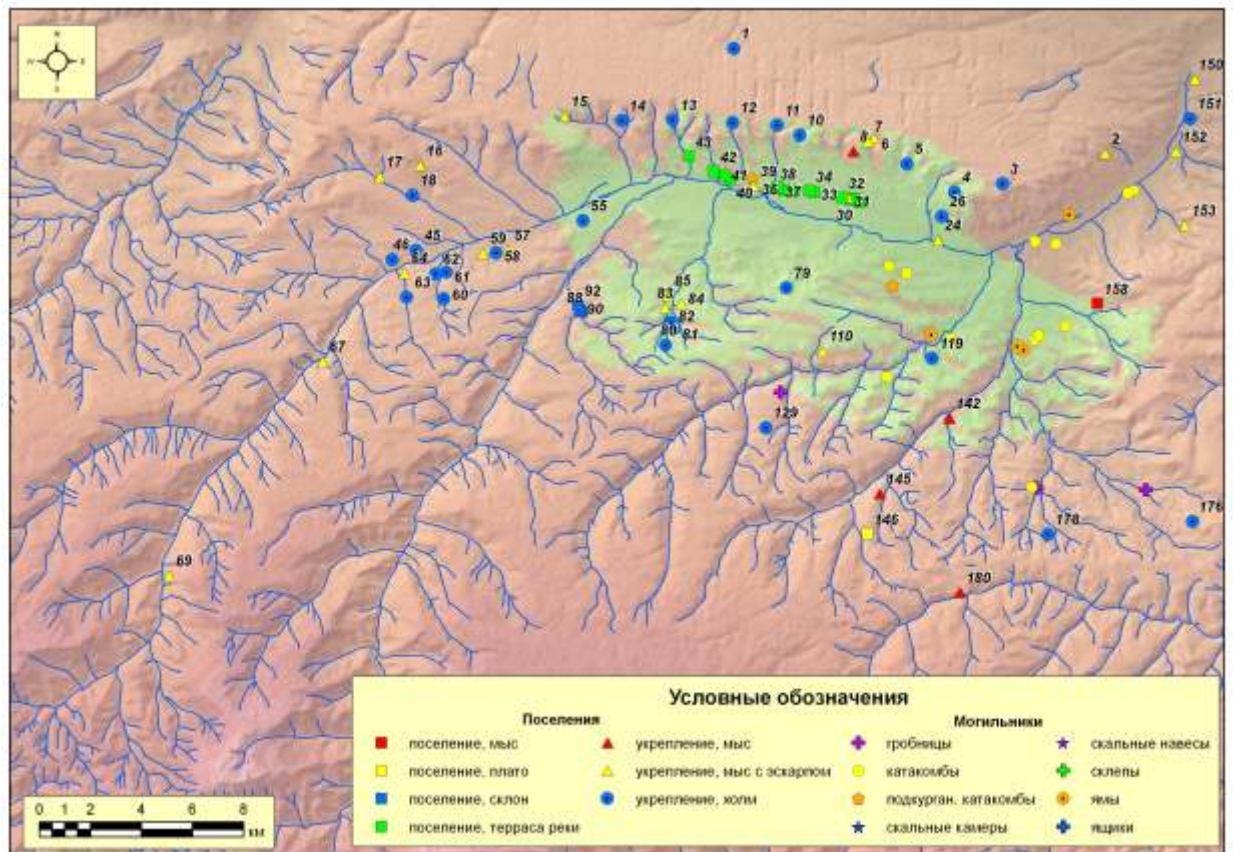 N
W E
S
1
150
15 14 13 12 11 10 8 7 6
151
2 152
16 43
17 42 5
18 41 39 38 34 32 4 3
40 36 37 33 31 26
30 24
153
55
46 45 57
59 58
64 62 61
63 60
79
88 92 90 83 85 84
82
80 81
158
110 119
67
129 142
145
146
178 176
69
180
Условные обозначения
Поселения
поселение, мыс
поселение, плато
поселение, склон
поселение, терраса реки
укрепление, мыс
укрепление, мыс с эскарпом
укрепление, холм
Могильники
гробницы
катакомбы
подкурган. катакомбы
скальные камеры
скальные навесы
склепы
ямы
ящики
0 1 2 4 6 8
км